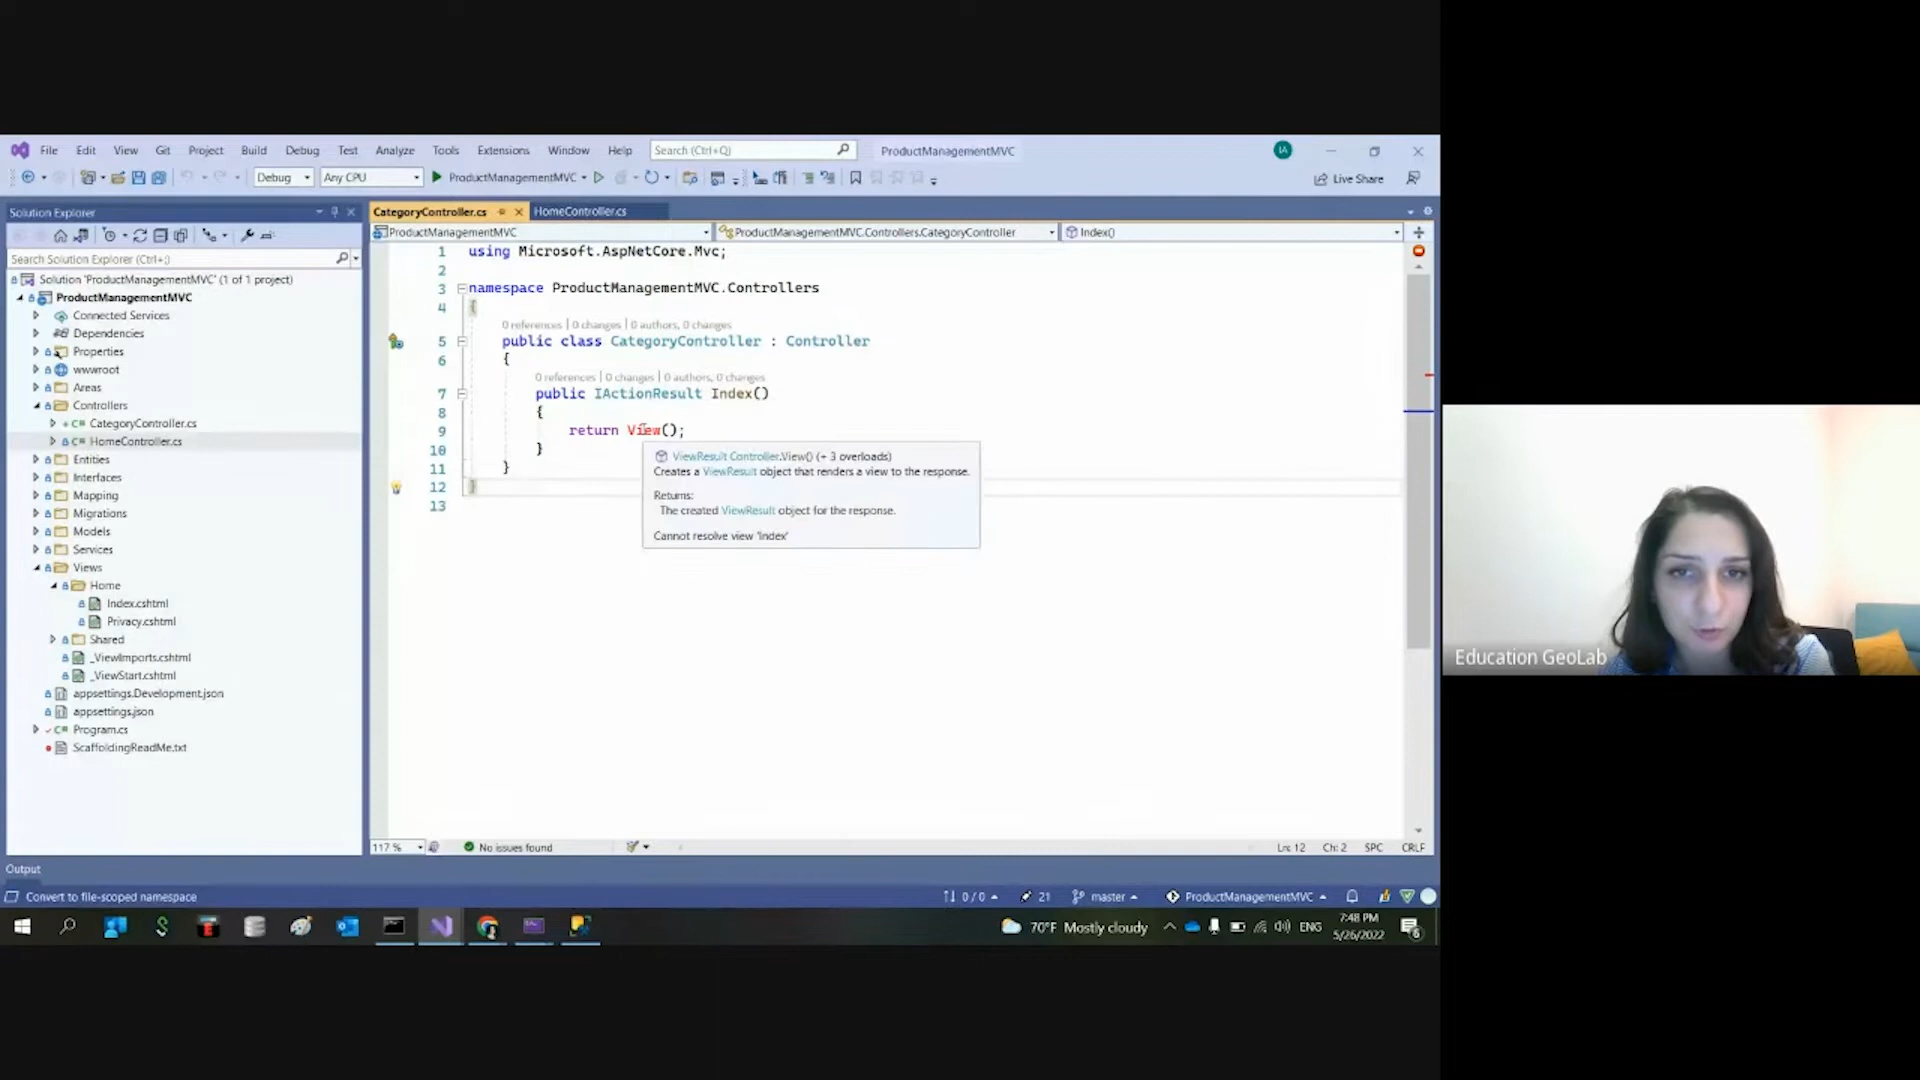 File Edit View Git Project Build Debug Test Analyze Tools Extensions Window Help Search (Ctrl+Q) ProductManagementMVC IA
Debug Any CPU ProductManagementMVC Live Share
Solution Explorer
Search Solution Explorer (Ctrl+;)
Solution 'ProductManagementMVC' (1 of 1 project)
ProductManagementMVC
Connected Services
Dependencies
Properties
wwwroot
Areas
Controllers
C# CategoryController.cs
C# HomeController.cs
Entities
Interfaces
Mapping
Migrations
Models
Services
Views
Home
Index.cshtml
Privacy.cshtml
Shared
_ViewImports.cshtml
_ViewStart.cshtml
appsettings.Development.json
appsettings.json
C# Program.cs
ScaffoldingReadMe.txt
CategoryController.cs HomeController.cs
ProductManagementMVC ProductManagementMVC.Controllers.CategoryController Index()
1 using Microsoft.AspNetCore.Mvc;
2
3 namespace ProductManagementMVC.Controllers
4 {
0 references | 0 changes | 0 authors, 0 changes
5 public class CategoryController : Controller
6 {
0 references | 0 changes | 0 authors, 0 changes
7 public IActionResult Index()
8 {
9 return View();
10 }
11 }
12 }
13
ViewResult Controller.View() (+ 3 overloads)
Creates a ViewResult object that renders a view to the response.
Returns:
The created ViewResult object for the response.
Cannot resolve view 'Index'
117 % No issues found Ln: 12 Ch: 2 SPC CRLF
Output
Convert to file-scoped namespace 0 / 0 21 master ProductManagementMVC
70°F Mostly cloudy ENG 7:48 PM
5/26/2022
6
Education GeoLab